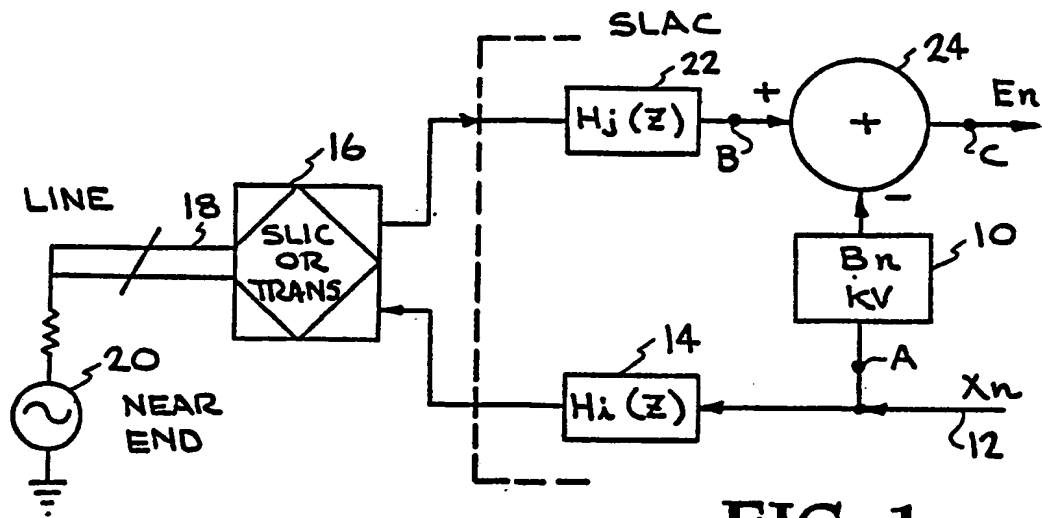 SLAC
22
24
Hj (Z)
+
+
En
B
C
16
-
LINE
18
SLIC
OR
TRANS
10
Bn
kV
14
A
20
Xn
NEAR
END
Hi (Z)
12
FIG. 1